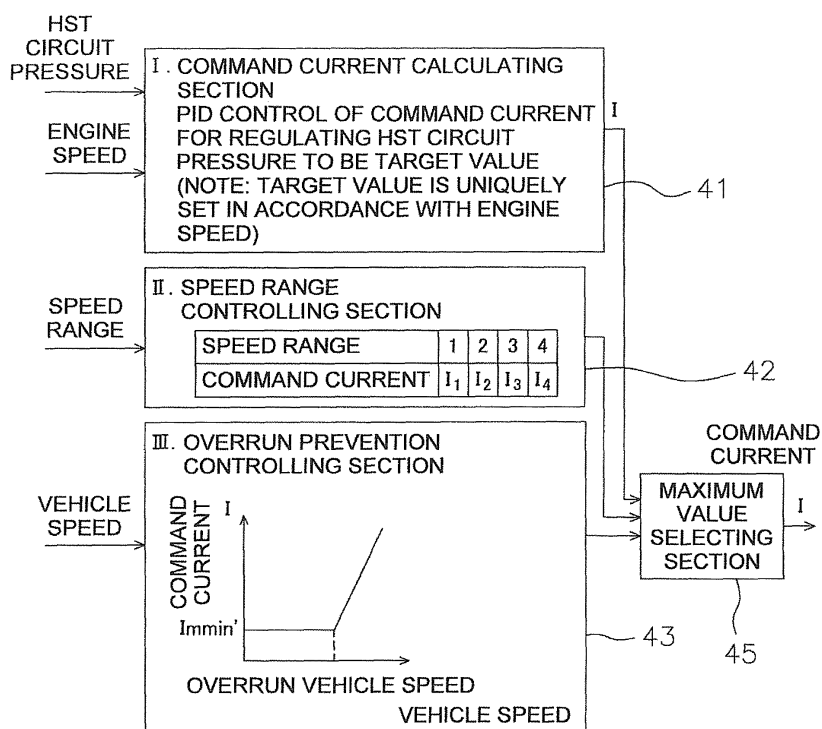 HST
CIRCUIT
PRESSURE
ENGINE
SPEED
I. COMMAND CURRENT CALCULATING
SECTION
PID CONTROL OF COMMAND CURRENT
FOR REGULATING HST CIRCUIT
PRESSURE TO BE TARGET VALUE
(NOTE: TARGET VALUE IS UNIQUELY
SET IN ACCORDANCE WITH ENGINE
SPEED)
I
41
SPEED
RANGE
II. SPEED RANGE
CONTROLLING SECTION
SPEED RANGE 1 2 3 4
COMMAND CURRENT I₁ I₂ I₃ I₄
42
VEHICLE
SPEED
III. OVERRUN PREVENTION
CONTROLLING SECTION
COMMAND
CURRENT
I
Immin'
OVERRUN VEHICLE SPEED
VEHICLE SPEED
43
COMMAND
CURRENT
MAXIMUM
VALUE
SELECTING
SECTION
I
45